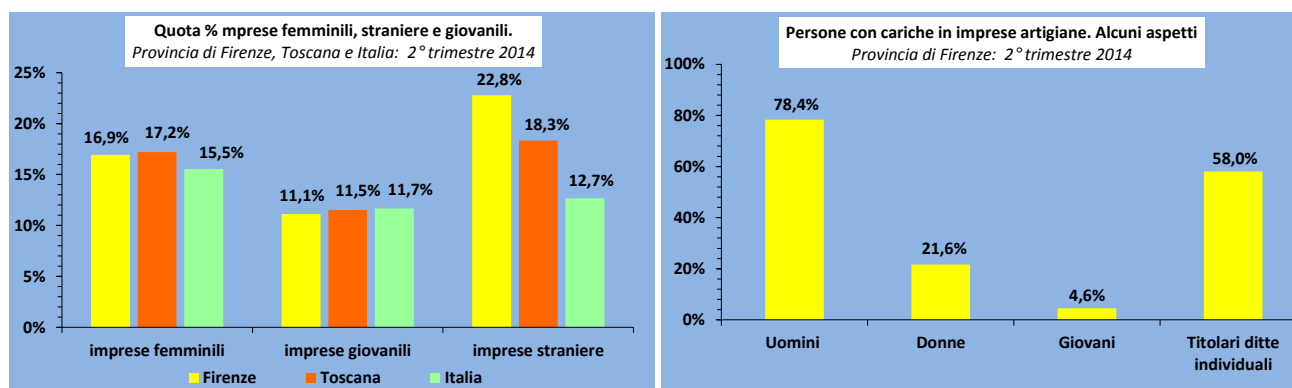 Quota % mprese femminili, straniere e giovanili.
Provincia di Firenze, Toscana e Italia: 2° trimestre 2014
25%
20%
15%
10%
5%
0%
16,9%
17,2%
15,5%
11,1%
11,5%
11,7%
22,8%
18,3%
12,7%
imprese femminili
imprese giovanili
imprese straniere
Firenze
Toscana
Italia
Persone con cariche in imprese artigiane. Alcuni aspetti
Provincia di Firenze: 2° trimestre 2014
100%
80%
60%
40%
20%
0%
78,4%
21,6%
4,6%
58,0%
Uomini
Donne
Giovani
Titolari ditte
individuali